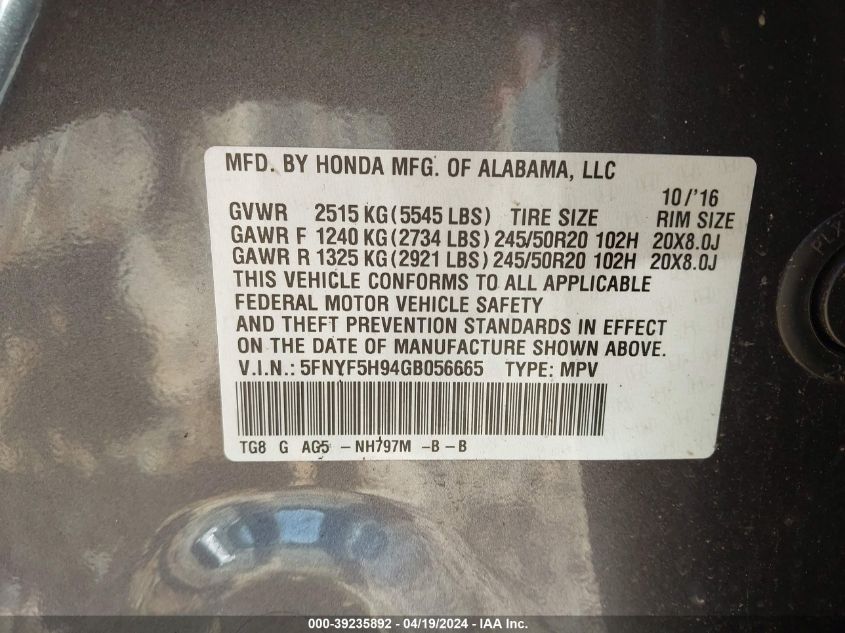 MFD. BY HONDA MFG. OF ALABAMA, LLC
10/'16
GVWR 2515 KG (5545 LBS) TIRE SIZE RIM SIZE
GAWR F 1240 KG (2734 LBS) 245/50R20 102H 20X8.0J
GAWR R 1325 KG (2921 LBS) 245/50R20 102H 20X8.0J
THIS VEHICLE CONFORMS TO ALL APPLICABLE
FEDERAL MOTOR VEHICLE SAFETY
AND THEFT PREVENTION STANDARDS IN EFFECT
ON THE DATE OF MANUFACTURE SHOWN ABOVE.
V.I.N.: 5FNYF5H94GB056665 TYPE: MPV
TG8 G AG5 -NH797M -B-B
000-39235892 - 04/19/2024 - IAA Inc.